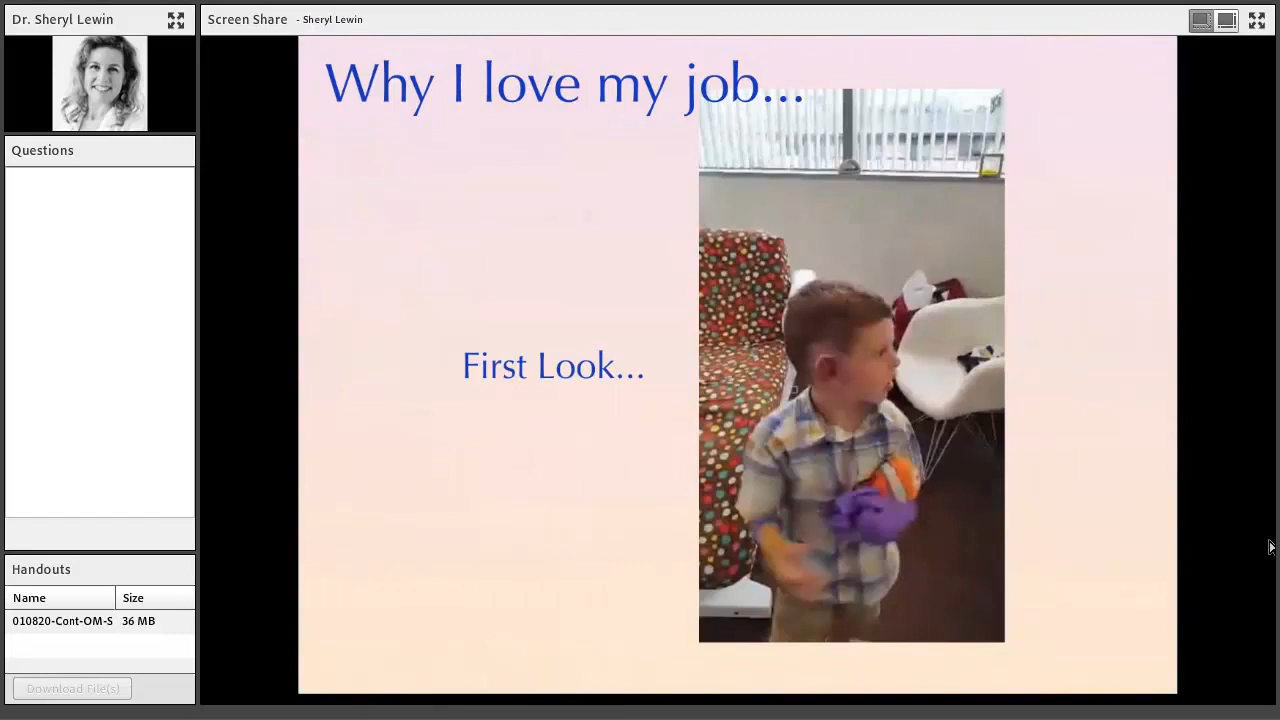 Dr. Sheryl Lewin
Screen Share - Sheryl Lewin
Questions
Why I love my job...
First Look...
Handouts
Name Size
010820-Cont-OM-S 36 MB
Download File(s)